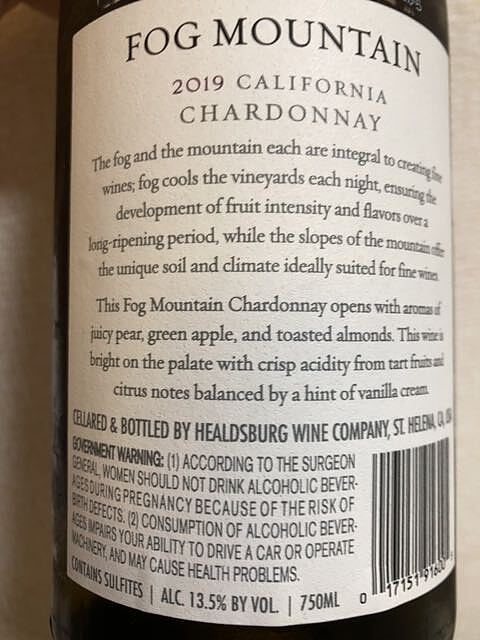 FOG MOUNTAIN
2019 CALIFORNIA
CHARDONNAY
The fog and the mountain each are integral to creating fine
wines; fog cools the vineyards each night, ensuring the
development of fruit intensity and flavors over a
long-ripening period, while the slopes of the mountain offer
the unique soil and climate ideally suited for fine wines.
This Fog Mountain Chardonnay opens with aromas of
juicy pear, green apple, and toasted almonds. This wine is
bright on the palate with crisp acidity from tart fruits and
citrus notes balanced by a hint of vanilla cream.
CELLARED & BOTTLED BY HEALDSBURG WINE COMPANY, ST. HELENA, CA, USA
GOVERNMENT WARNING: (1) ACCORDING TO THE SURGEON
GENERAL, WOMEN SHOULD NOT DRINK ALCOHOLIC BEVER-
AGES DURING PREGNANCY BECAUSE OF THE RISK OF
BIRTH DEFECTS. (2) CONSUMPTION OF ALCOHOLIC BEVER-
AGES IMPAIRS YOUR ABILITY TO DRIVE A CAR OR OPERATE
MACHINERY, AND MAY CAUSE HEALTH PROBLEMS.
CONTAINS SULFITES | ALC. 13.5% BY VOL. | 750ML
0 17151